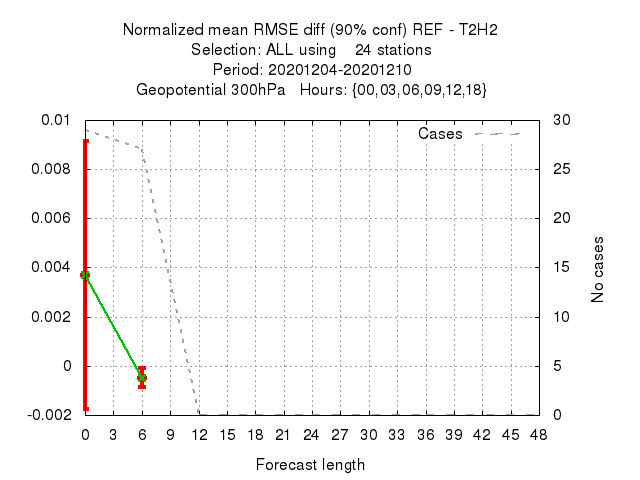 Normalized mean RMSE diff (90% conf) REF - T2H2
Selection: ALL using    24 stations
Period: 20201204-20201210
Geopotential 300hPa   Hours: {00,03,06,09,12,18}
Cases
0.01
0.008
0.006
0.004
0.002
0
-0.002
30
25
20
15
10
5
0
No cases
0 3 6 9 12 15 18 21 24 27 30 33 36 39 42 45 48
Forecast length